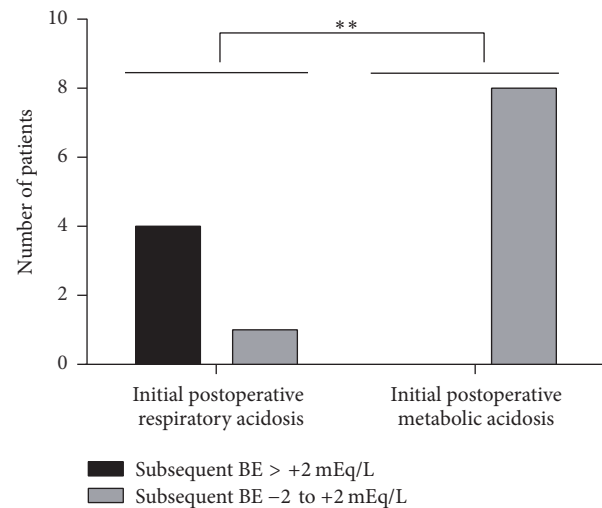 10
**
8
6
4
2
0
Number of patients
Initial postoperative
respiratory acidosis
Initial postoperative
metabolic acidosis
Subsequent BE > +2 mEq/L
Subsequent BE −2 to +2 mEq/L